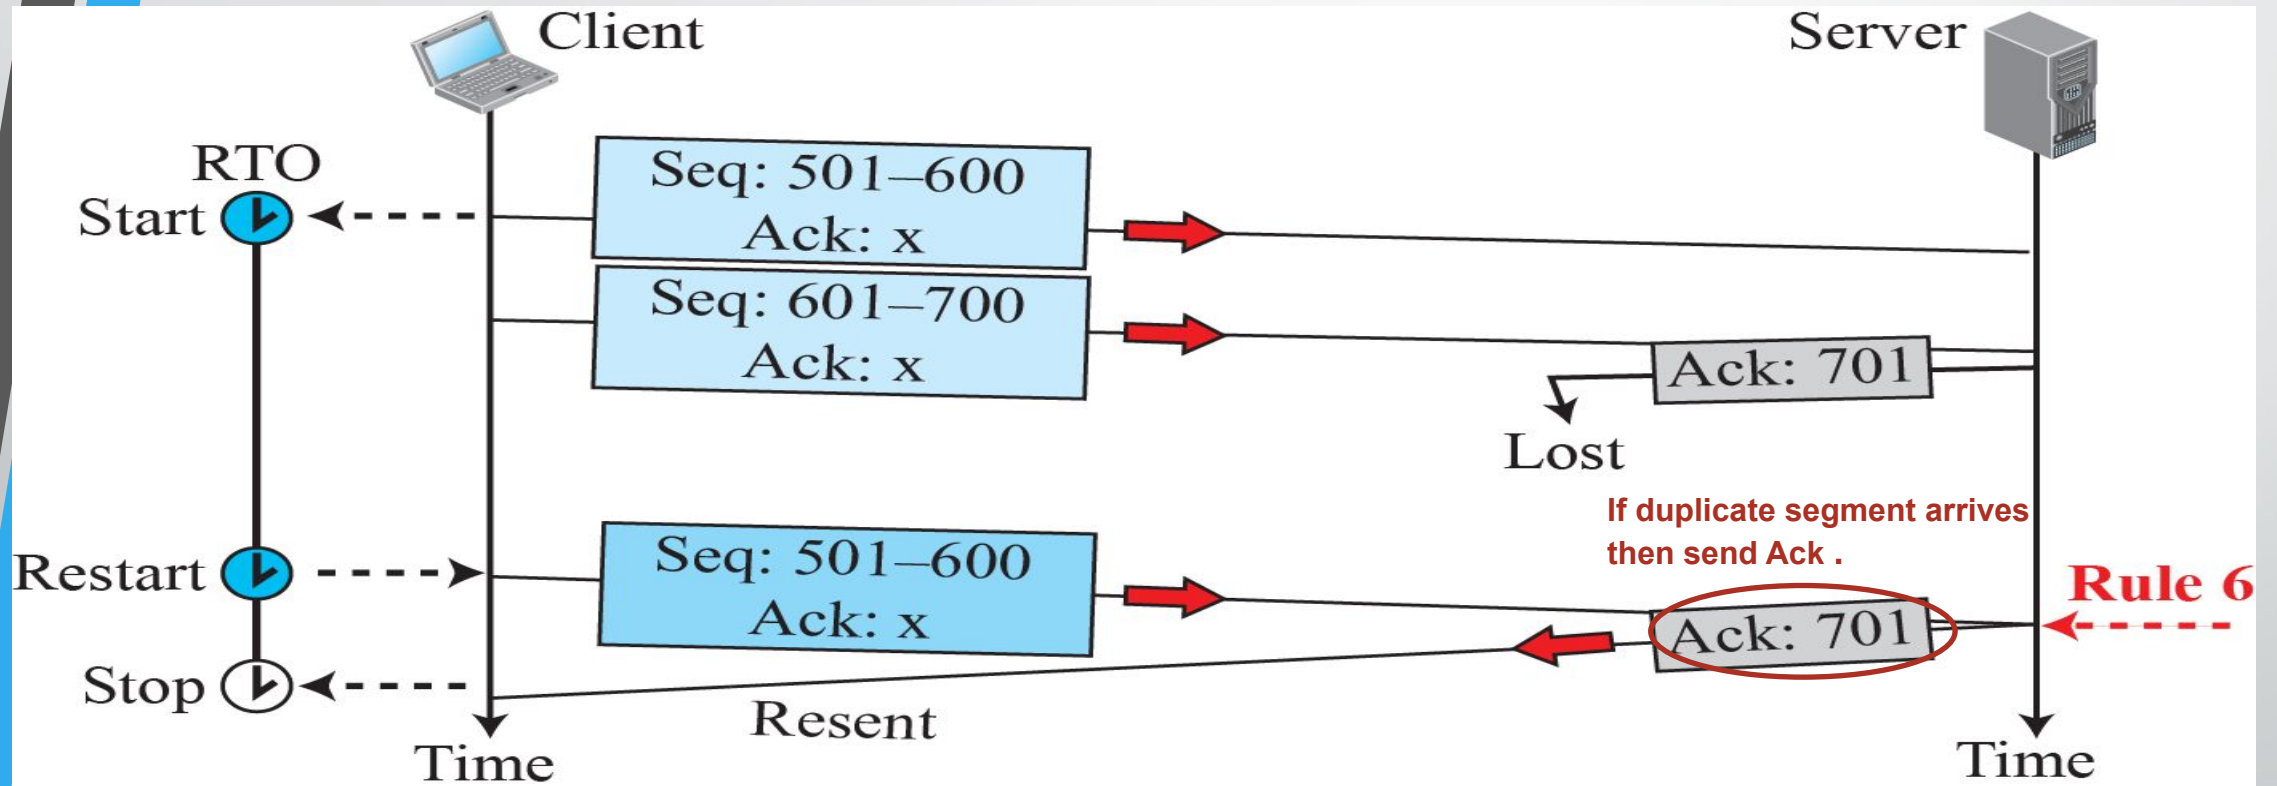 Client
Server
RTO
Start
Seq: 501–600
Ack: x
Seq: 601–700
Ack: x
Ack: 701
Lost
If duplicate segment arrives
then send Ack .
Restart
Seq: 501–600
Ack: x
Rule 6
Ack: 701
Stop
Resent
Time
Time